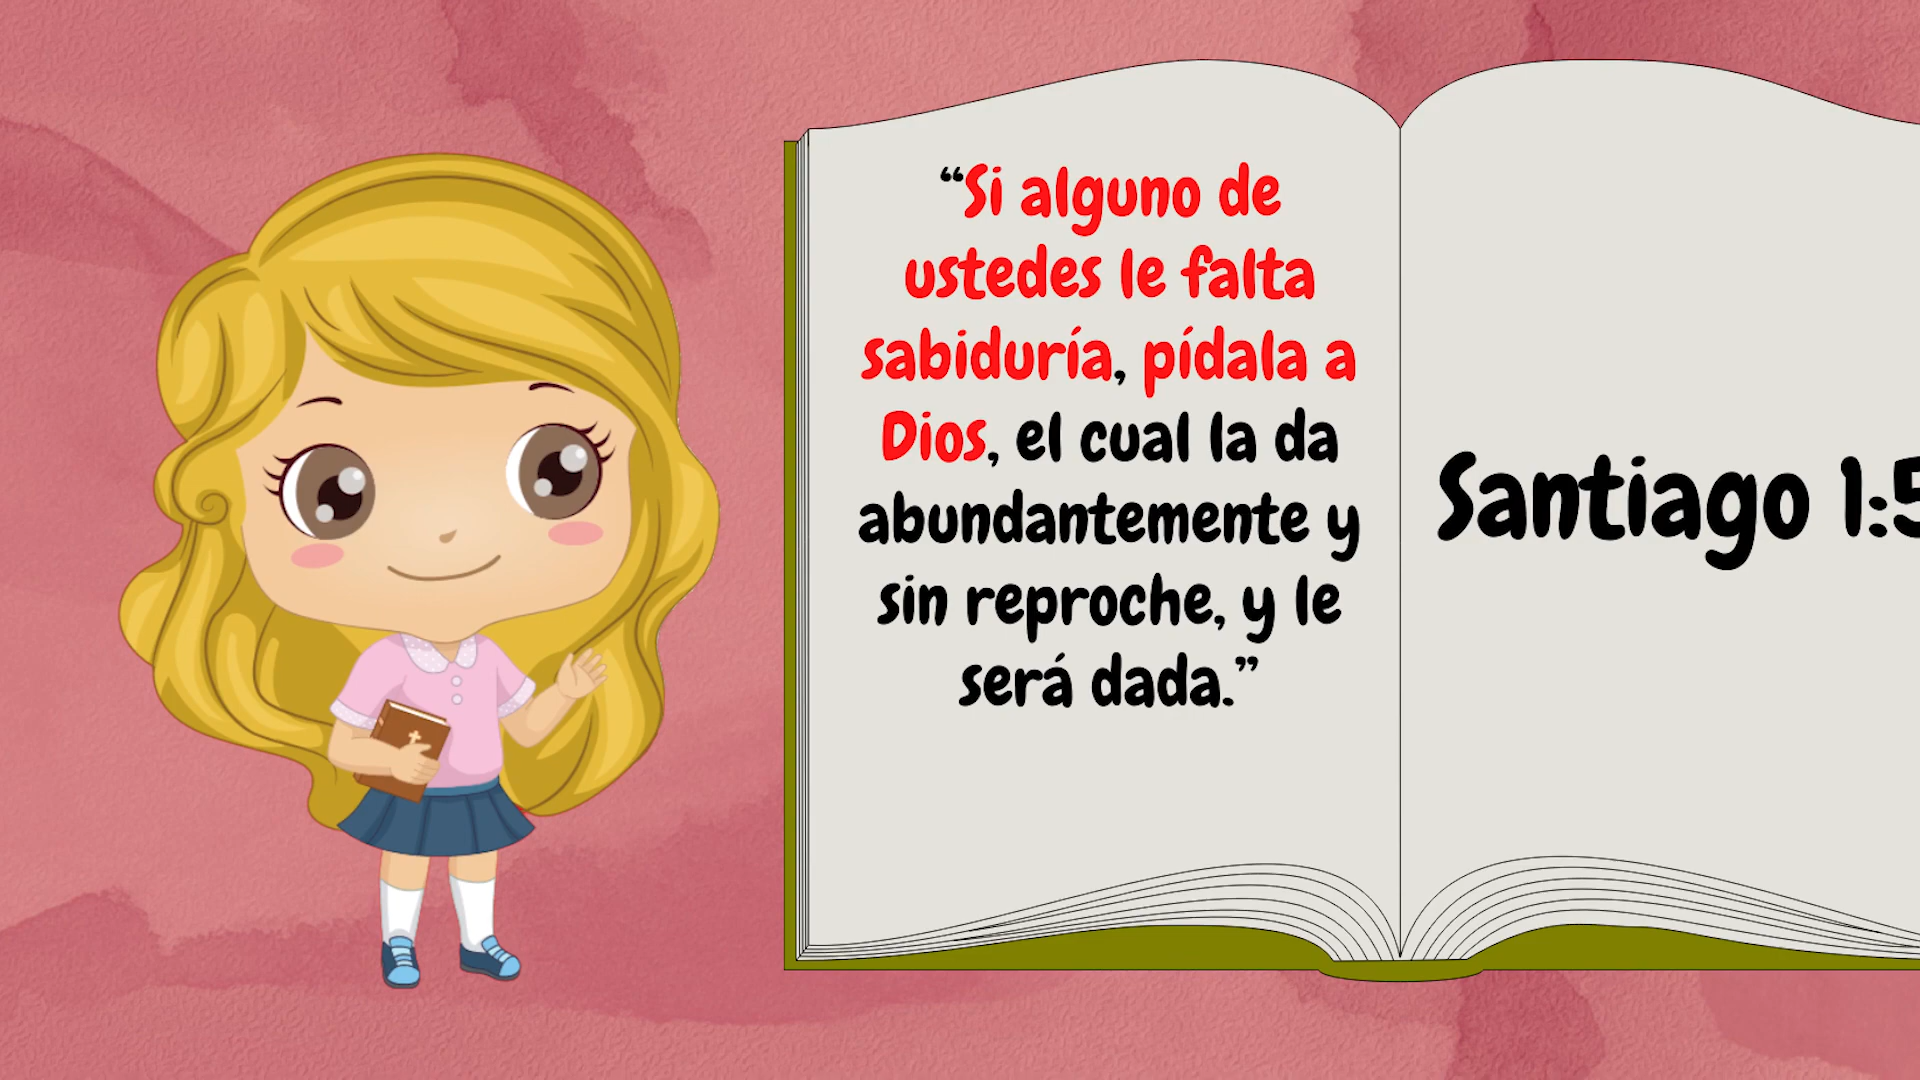 “Si alguno de
ustedes le falta
sabiduría, pídala a
Dios, el cual la da
abundantemente y
sin reproche, y le
será dada.”
Santiago 1:5